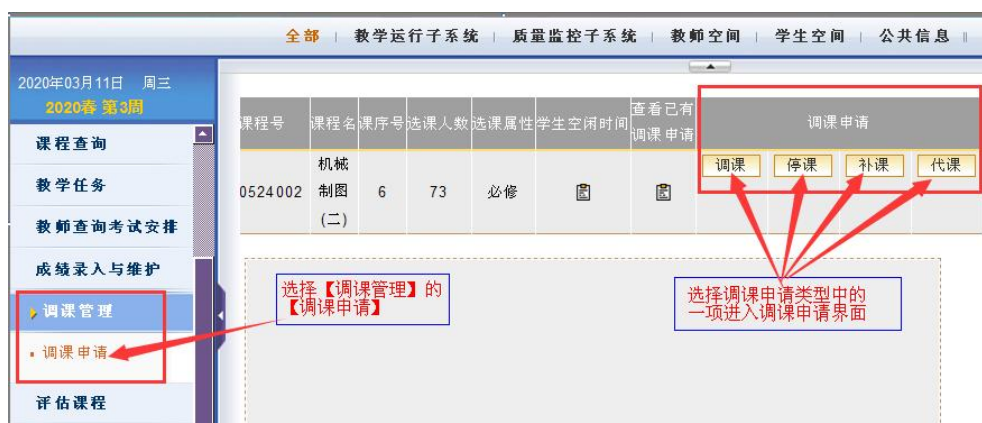 全部 | 教学运行子系统 | 质量监控子系统 | 教师空间 | 学生空间 | 公共信息
2020年03月11日 周三
2020春 第3周
课程查询
教学任务
教师查询考试安排
成绩录入与维护
调课管理
调课申请
评估课程
课程号 课程名 课序号 选课人数 选课属性 学生空闲时间 查看已有调课申请 调课申请
0524002 机械制图(二) 6 73 必修 调课 停课 补课 代课
选择【调课管理】的
【调课申请】
选择调课申请类型中的
一项进入调课申请界面